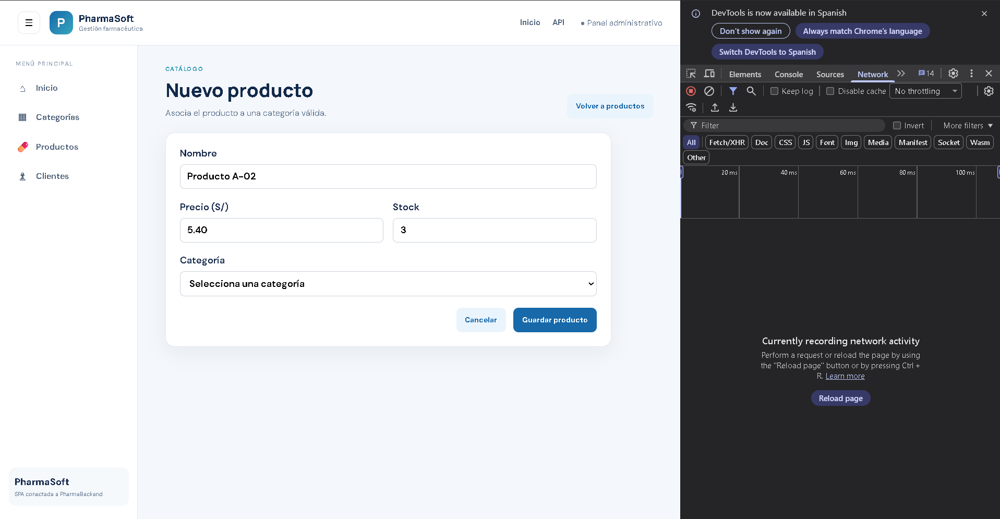 ☰
P
PharmaSoft
Gestión farmacéutica
Inicio
API
• Panel administrativo
MENÚ PRINCIPAL
Inicio
Categorías
Productos
Clientes
PharmaSoft
SPA conectada a PharmaBackend
CATÁLOGO
Nuevo producto
Asocia el producto a una categoría válida.
Volver a productos
Nombre
Producto A-02
Precio (S/)
Stock
5.40
3
Categoría
Selecciona una categoría
Cancelar
Guardar producto
DevTools is now available in Spanish
Don't show again
Always match Chrome's language
Switch DevTools to Spanish
Elements
Console
Sources
Network
14
Keep log
Disable cache
No throttling
Filter
Invert
More filters
All
Fetch/XHR
Doc
CSS
JS
Font
Img
Media
Manifest
Socket
Wasm
Other
20 ms
40 ms
60 ms
80 ms
100 ms
Currently recording network activity
Perform a request or reload the page by using
the "Reload page" button or by pressing Ctrl +
R. Learn more
Reload page